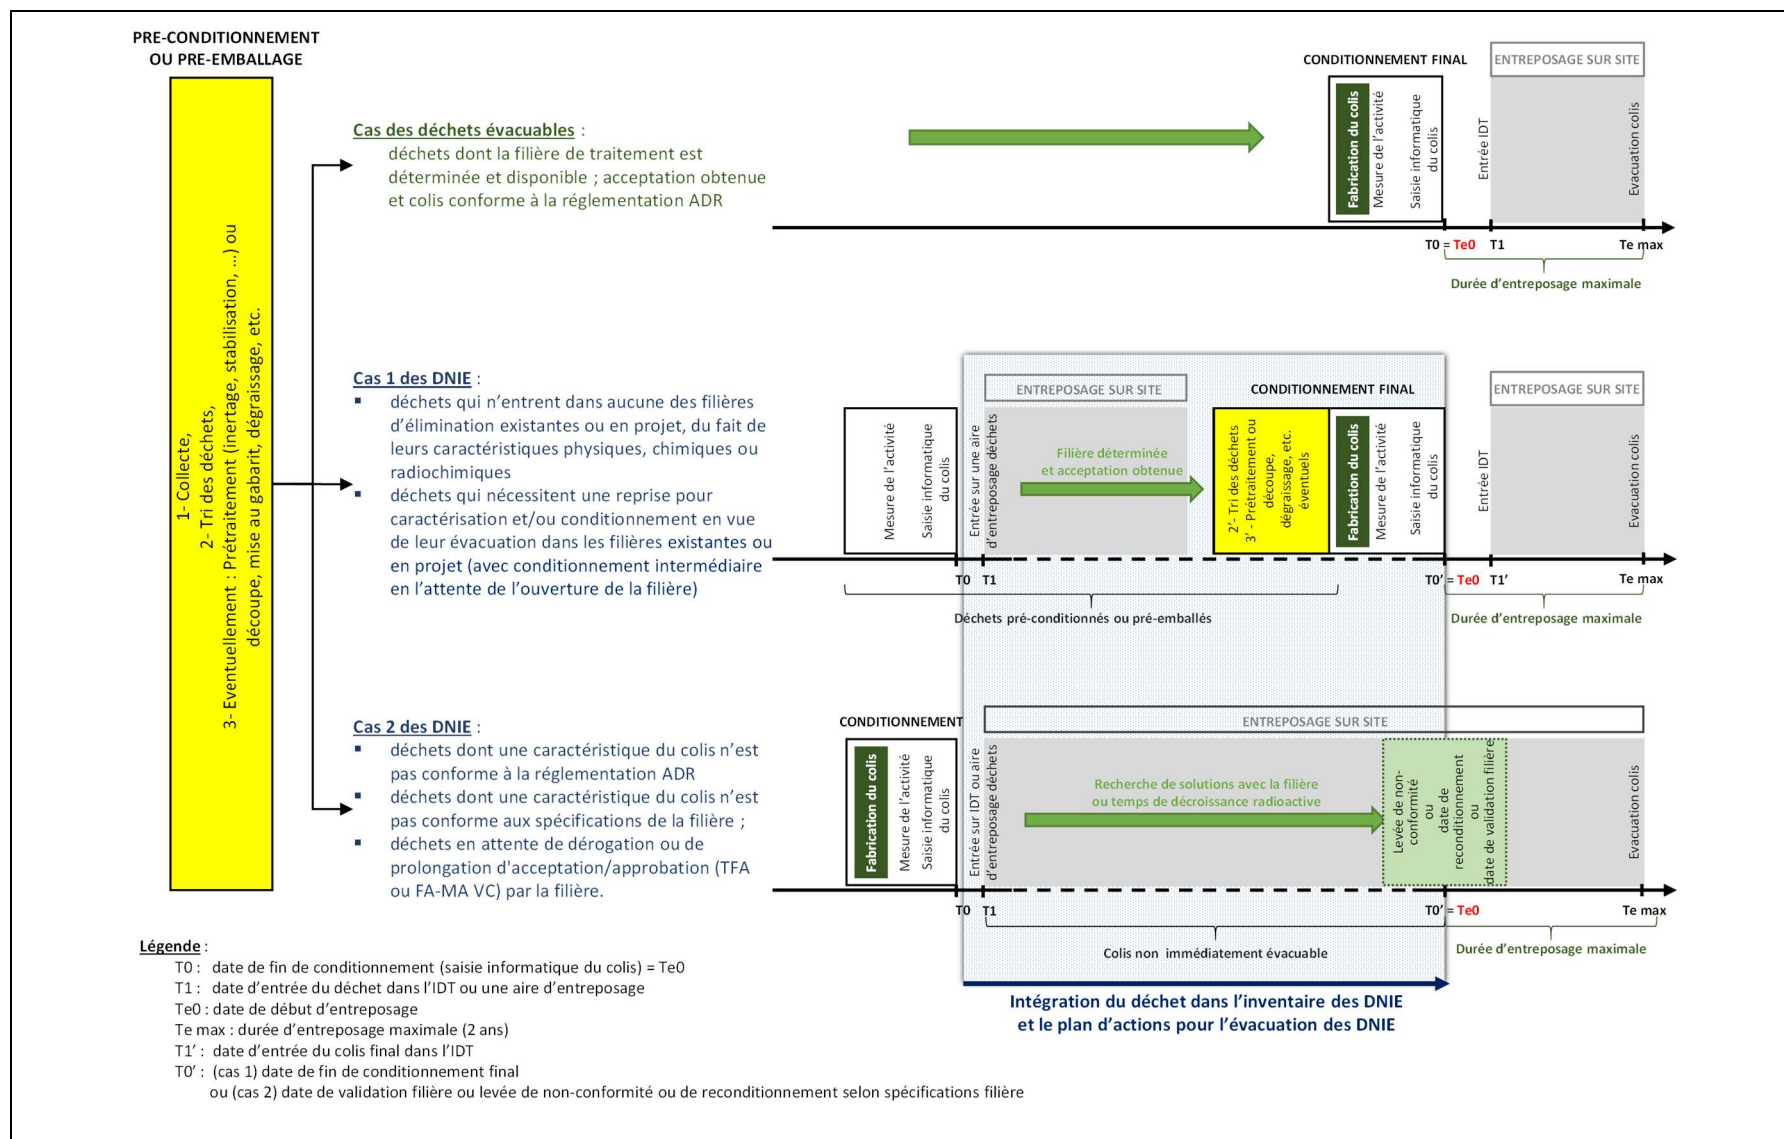 PRE-CONDITIONNEMENT
OU PRE-EMBALLAGE
1- Collecte,
2- Tri des déchets,
3- Eventuellement : Prétraitement (inertage, stabilisation, ...) ou
découpe, mise au gabarit, dégraissage, etc.
Cas des déchets évacuables :
déchets dont la filière de traitement est
déterminée et disponible ; acceptation obtenue
et colis conforme à la réglementation ADR
CONDITIONNEMENT FINAL
Fabrication du colis
Mesure de l'activité
Saisie informatique
du colis
Entrée IDT
ENTREPOSAGE SUR SITE
Evacuation colis
T0 = Te0
T1
Te max
Durée d'entreposage maximale
Cas 1 des DNIE :
▪ déchets qui n'entrent dans aucune des filières
d'élimination existantes ou en projet, du fait de
leurs caractéristiques physiques, chimiques ou
radiochimiques
▪ déchets qui nécessitent une reprise pour
caractérisation et/ou conditionnement en vue
de leur évacuation dans les filières existantes ou
en projet (avec conditionnement intermédiaire
en l'attente de l'ouverture de la filière)
Mesure de l'activité
Saisie informatique
du colis
Entrée sur une aire
d'entreposage déchets
ENTREPOSAGE SUR SITE
Filière déterminée
et acceptation obtenue
CONDITIONNEMENT FINAL
2'- Tri des déchets
3' - Prétraitement ou
découpe,
dégraissage, etc.
éventuels
Fabrication du colis
Mesure de l'activité
Saisie informatique
du colis
Entrée IDT
ENTREPOSAGE SUR SITE
Evacuation colis
T0
T1
T0' = Te0
T1'
Te max
Déchets pré-conditionnés ou pré-emballés
Durée d'entreposage maximale
Cas 2 des DNIE :
▪ déchets dont une caractéristique du colis n'est
pas conforme à la réglementation ADR
▪ déchets dont une caractéristique du colis n'est
pas conforme aux spécifications de la filière ;
▪ déchets en attente de dérogation ou de
prolongation d'acceptation/approbation (TFA
ou FA-MA VC) par la filière.
CONDITIONNEMENT
Fabrication du colis
Mesure de l'activité
Saisie informatique
du colis
Entrée sur IDT ou aire
d'entreposage déchets
ENTREPOSAGE SUR SITE
Recherche de solutions avec la filière
ou temps de décroissance radioactive
Levée de non-
conformité
ou
date de
reconditionnement
ou
date de validation filière
Evacuation colis
T0
T1
T0' = Te0
Te max
Colis non immédiatement évacuable
Durée d'entreposage maximale
Intégration du déchet dans l'inventaire des DNIE
et le plan d'actions pour l'évacuation des DNIE
Légende :
T0 : date de fin de conditionnement (saisie informatique du colis) = Te0
T1 : date d'entrée du déchet dans l'IDT ou une aire d'entreposage
Te0 : date de début d'entreposage
Te max : durée d'entreposage maximale (2 ans)
T1' : date d'entrée du colis final dans l'IDT
T0' : (cas 1) date de fin de conditionnement final
ou (cas 2) date de validation filière ou levée de non-conformité ou de reconditionnement selon spécifications filière